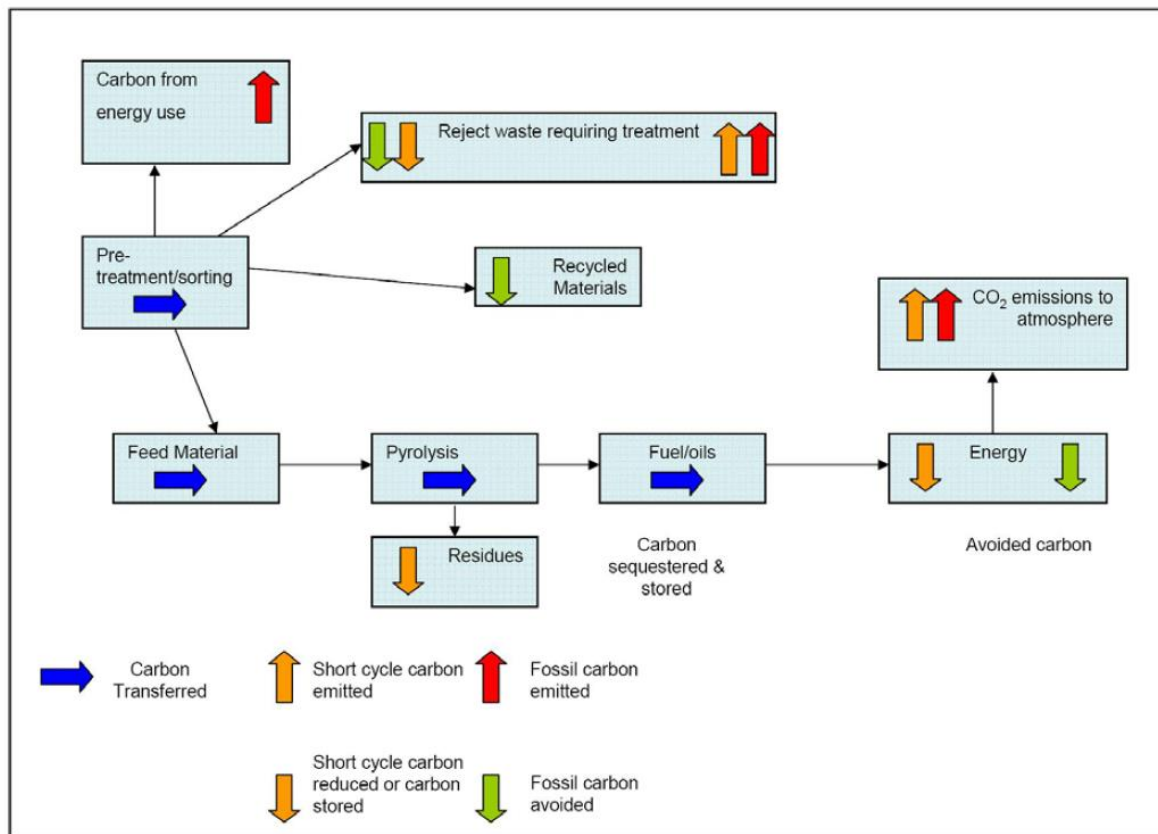 Carbon from
energy use
Reject waste requiring treatment
Pre-
treatment/sorting
Recycled
Materials
CO₂ emissions to
atmosphere
Feed Material
Pyrolysis
Fuel/oils
Energy
Residues
Carbon
sequestered &
stored
Avoided carbon
Carbon
Transferred
Short cycle carbon
emitted
Fossil carbon
emitted
Short cycle carbon
reduced or carbon
stored
Fossil carbon
avoided